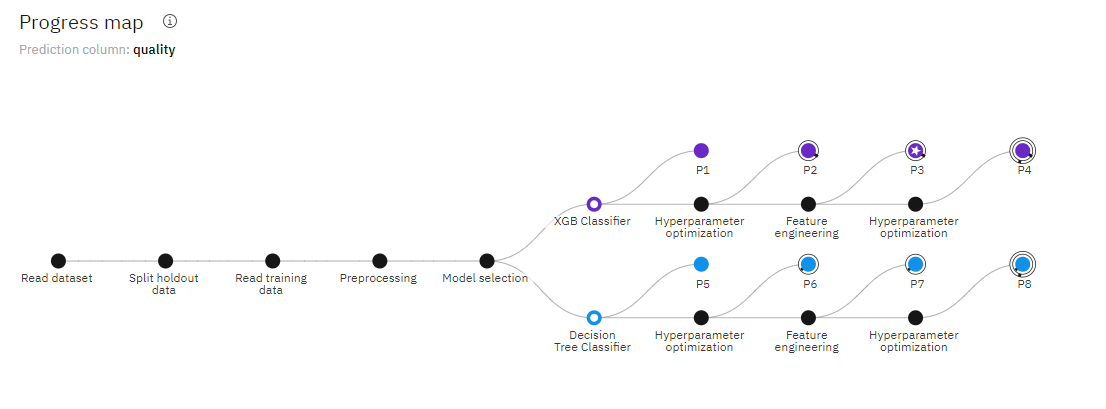 Progress map
Prediction column: quality
P1
P2
P3
P4
XGB Classifier
Hyperparameter
optimization
Feature
engineering
Hyperparameter
optimization
Read dataset
Split holdout
data
Read training
data
Preprocessing
Model selection
P5
P6
P7
P8
Decision
Tree Classifier
Hyperparameter
optimization
Feature
engineering
Hyperparameter
optimization